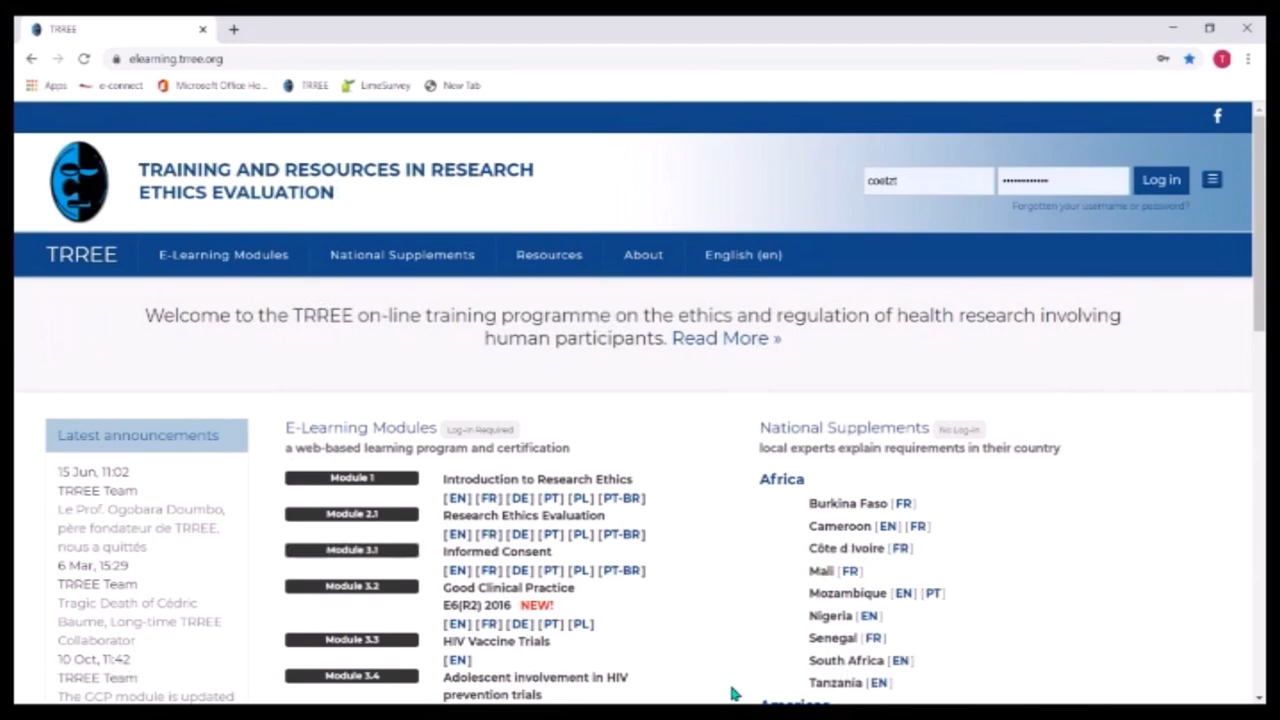 TRREE
elearning.trree.org
T
Apps
e-connect
Microsoft Office Ho...
TRREE
LimeSurvey
New Tab
TRAINING AND RESOURCES IN RESEARCH
ETHICS EVALUATION
coetzt
Log in
Forgotten your username or password?
TRREE
E-Learning Modules
National Supplements
Resources
About
English (en)
Welcome to the TRREE on-line training programme on the ethics and regulation of health research involving
human participants. Read More »
Latest announcements
15 Jun, 11:02
TRREE Team
Le Prof. Ogobara Doumbo,
père fondateur de TRREE,
nous a quittés
6 Mar, 15:29
TRREE Team
Tragic Death of Cédric
Baume, Long-time TRREE
Collaborator
10 Oct, 11:42
TRREE Team
The GCP module is updated
E-Learning Modules Log-in Required
a web-based learning program and certification
Module 1 Introduction to Research Ethics
[EN] [FR] [DE] [PT] [PL] [PT-BR]
Module 2.1 Research Ethics Evaluation
[EN] [FR] [DE] [PT] [PL] [PT-BR]
Module 3.1 Informed Consent
[EN] [FR] [DE] [PT] [PL] [PT-BR]
Module 3.2 Good Clinical Practice
E6(R2) 2016 NEW!
[EN] [FR] [DE] [PT] [PL]
Module 3.3 HIV Vaccine Trials
[EN]
Module 3.4 Adolescent involvement in HIV
prevention trials
National Supplements No Log-in
local experts explain requirements in their country
Africa
Burkina Faso [FR]
Cameroon [EN] [FR]
Côte d Ivoire [FR]
Mali [FR]
Mozambique [EN] [PT]
Nigeria [EN]
Senegal [FR]
South Africa [EN]
Tanzania [EN]